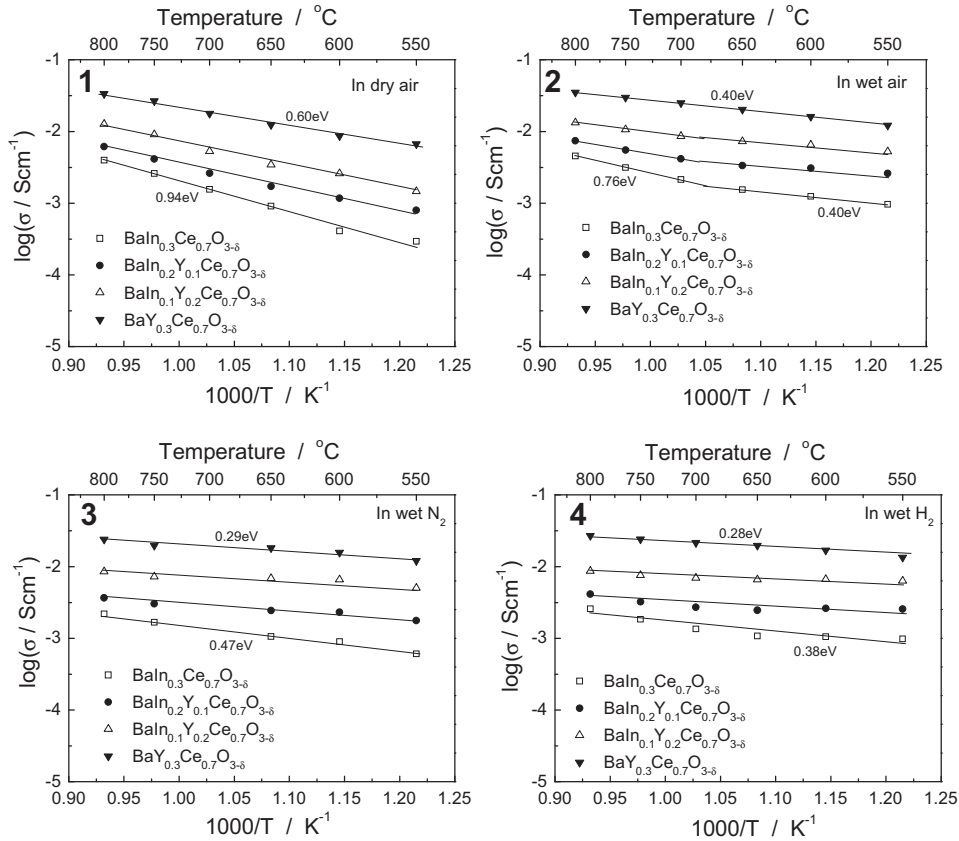 Temperature / °C
800 750 700 650 600 550
-1
-2
-3
-4
-5
log(σ / Scm⁻¹)
1
In dry air
0.60eV
0.94eV
BaIn₀.₃Ce₀.₇O₃₋δ
BaIn₀.₂Y₀.₁Ce₀.₇O₃₋δ
BaIn₀.₁Y₀.₂Ce₀.₇O₃₋δ
BaY₀.₃Ce₀.₇O₃₋δ
0.90 0.95 1.00 1.05 1.10 1.15 1.20 1.25
1000/T / K⁻¹
Temperature / °C
800 750 700 650 600 550
-1
-2
-3
-4
-5
log(σ / Scm⁻¹)
2
In wet air
0.40eV
0.76eV
0.40eV
BaIn₀.₃Ce₀.₇O₃₋δ
BaIn₀.₂Y₀.₁Ce₀.₇O₃₋δ
BaIn₀.₁Y₀.₂Ce₀.₇O₃₋δ
BaY₀.₃Ce₀.₇O₃₋δ
0.90 0.95 1.00 1.05 1.10 1.15 1.20 1.25
1000/T / K⁻¹
Temperature / °C
800 750 700 650 600 550
-1
-2
-3
-4
-5
log(σ / Scm⁻¹)
3
In wet N₂
0.29eV
0.47eV
BaIn₀.₃Ce₀.₇O₃₋δ
BaIn₀.₂Y₀.₁Ce₀.₇O₃₋δ
BaIn₀.₁Y₀.₂Ce₀.₇O₃₋δ
BaY₀.₃Ce₀.₇O₃₋δ
0.90 0.95 1.00 1.05 1.10 1.15 1.20 1.25
1000/T / K⁻¹
Temperature / °C
800 750 700 650 600 550
-1
-2
-3
-4
-5
log(σ / Scm⁻¹)
4
In wet H₂
0.28eV
0.38eV
BaIn₀.₃Ce₀.₇O₃₋δ
BaIn₀.₂Y₀.₁Ce₀.₇O₃₋δ
BaIn₀.₁Y₀.₂Ce₀.₇O₃₋δ
BaY₀.₃Ce₀.₇O₃₋δ
0.90 0.95 1.00 1.05 1.10 1.15 1.20 1.25
1000/T / K⁻¹